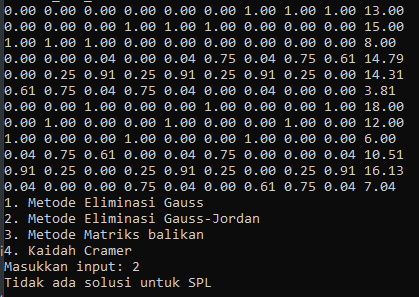 0.00 0.00 0.00 0.00 0.00 0.00 1.00 1.00 1.00 13.00
0.00 0.00 0.00 1.00 1.00 1.00 0.00 0.00 0.00 15.00
1.00 1.00 1.00 0.00 0.00 0.00 0.00 0.00 0.00 8.00
0.00 0.00 0.04 0.00 0.04 0.75 0.04 0.75 0.61 14.79
0.00 0.25 0.91 0.25 0.91 0.25 0.91 0.25 0.00 14.31
0.61 0.75 0.04 0.75 0.04 0.00 0.04 0.00 0.00 3.81
0.00 0.00 1.00 0.00 0.00 1.00 0.00 0.00 1.00 18.00
0.00 1.00 0.00 0.00 1.00 0.00 0.00 1.00 0.00 12.00
1.00 0.00 0.00 1.00 0.00 0.00 1.00 0.00 0.00 6.00
0.04 0.75 0.61 0.00 0.04 0.75 0.00 0.00 0.04 10.51
0.91 0.25 0.00 0.25 0.91 0.25 0.00 0.25 0.91 16.13
0.04 0.00 0.00 0.75 0.04 0.00 0.61 0.75 0.04 7.04
1. Metode Eliminasi Gauss
2. Metode Eliminasi Gauss-Jordan
3. Metode Matriks balikan
4. Kaidah Cramer
Masukkan input: 2
Tidak ada solusi untuk SPL